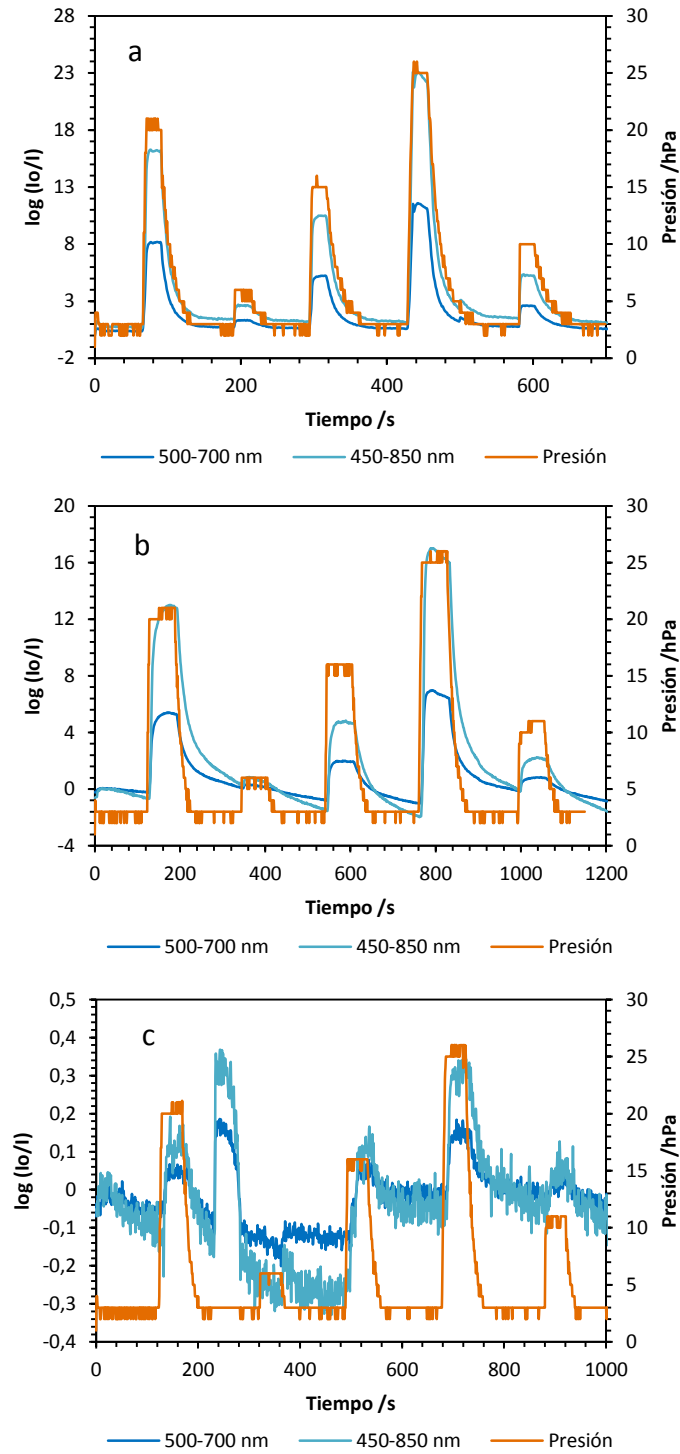 a
28
23
18
13
8
3
-2
log (Io/I)
30
25
20
15
10
5
0
Presión /hPa
0 200 400 600
Tiempo /s
500-700 nm 450-850 nm Presión
b
20
16
12
8
4
0
-4
log (Io/I)
30
25
20
15
10
5
0
Presión /hPa
0 200 400 600 800 1000 1200
Tiempo /s
500-700 nm 450-850 nm Presión
c
0,5
0,4
0,3
0,2
0,1
0
-0,1
-0,2
-0,3
-0,4
log (Io/I)
30
25
20
15
10
5
0
Presión /hPa
0 200 400 600 800 1000
Tiempo /s
500-700 nm 450-850 nm Presión